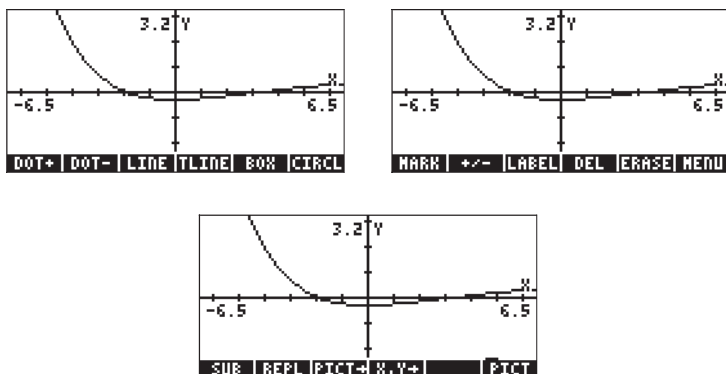 3.2 Y
X
-6.5 6.5
DOT+ DOT- LINE TLINE BOX CIRCL
3.2 Y
X
-6.5 6.5
MARK +/- LABEL DEL ERASE MENU
3.2 Y
X
-6.5 6.5
SUB REPL PICT→ X,Y→ PICT